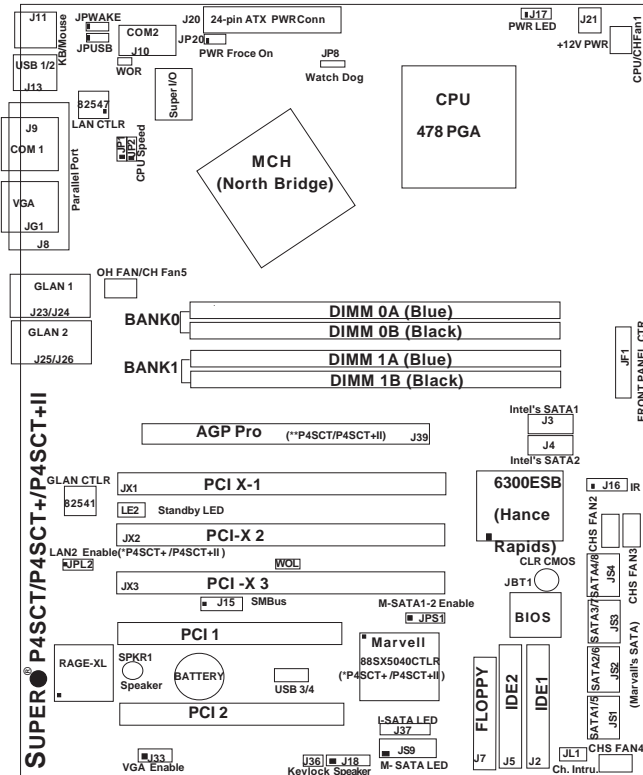 J11
KB/Mouse
JPWAKE
JPUSB
COM2
J10
WOR
J20
24-pin ATX PWRConn
JP20
PWR Froce On
JP8
Watch Dog
J17
PWR LED
J21
+12V PWR
CPU/CHFan1
USB 1/2
J13
82547
LAN CTLR
Super I/O
CPU
478 PGA
J9
COM 1
Parallel Port
JP1
JP2
CPU Speed
MCH
(North Bridge)
VGA
JG1
J8
OH FAN/CH Fan5
GLAN 1
J23/J24
GLAN 2
J25/J26
BANK0
DIMM 0A (Blue)
DIMM 0B (Black)
BANK1
DIMM 1A (Blue)
DIMM 1B (Black)
JF1
FRONT PANEL CTR
Intel's SATA1
J3
J4
Intel's SATA2
AGP Pro
(**P4SCT/P4SCT+II)
J39
SUPER® P4SCT/P4SCT+/P4SCT+II
GLAN CTLR
82541
JX1
PCI X-1
LE2
Standby LED
6300ESB
(Hance
Rapids)
J16
IR
CHS FAN2
CHS FAN3
JX2
PCI-X 2
LAN2 Enable(*P4SCT+ /P4SCT+II )
JPL2
WOL
CLR CMOS
JBT1
SATA4/8
JS4
JX3
PCI -X 3
J15
SMBus
M-SATA1-2 Enable
JPS1
BIOS
SATA3/7
JS3
(Marvall's SATA)
PCI 1
RAGE-XL
SPKR1
Speaker
BATTERY
USB 3/4
Marvell
88SX5040CTLR
(*P4SCT+ /P4SCT+II)
SATA2/6
JS2
PCI 2
FLOPPY
J7
IDE2
J5
IDE1
J2
SATA1/5
JS1
I-SATA LED
J37
JS9
M- SATA LED
J33
VGA Enable
J36
J18
Keylock
Speaker
JL1
Ch. Intru.
CHS FAN4